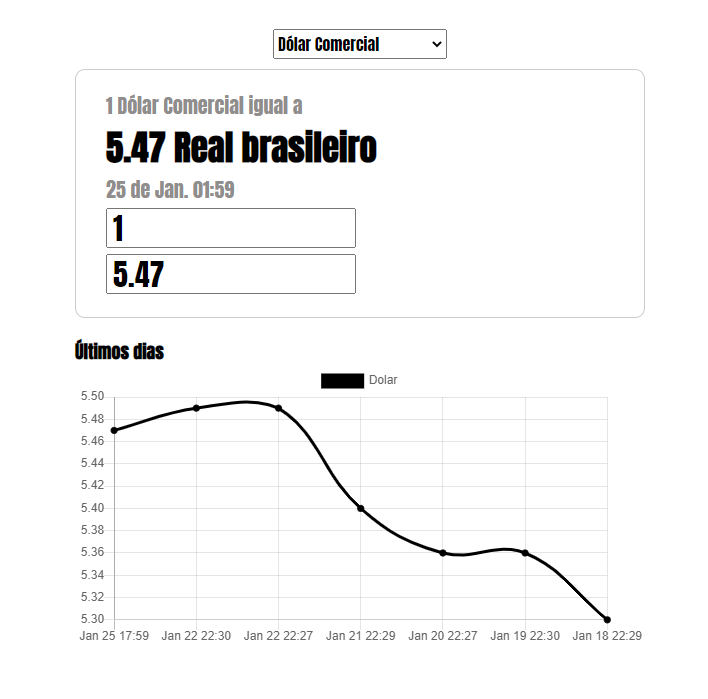 Dólar Comercial
1 Dólar Comercial igual a
5.47 Real brasileiro
25 de Jan. 01:59
1
5.47
Últimos dias
Dolar
5.50
5.48
5.46
5.44
5.42
5.40
5.38
5.36
5.34
5.32
5.30
Jan 25 17:59 Jan 22 22:30 Jan 22 22:27 Jan 21 22:29 Jan 20 22:27 Jan 19 22:30 Jan 18 22:29